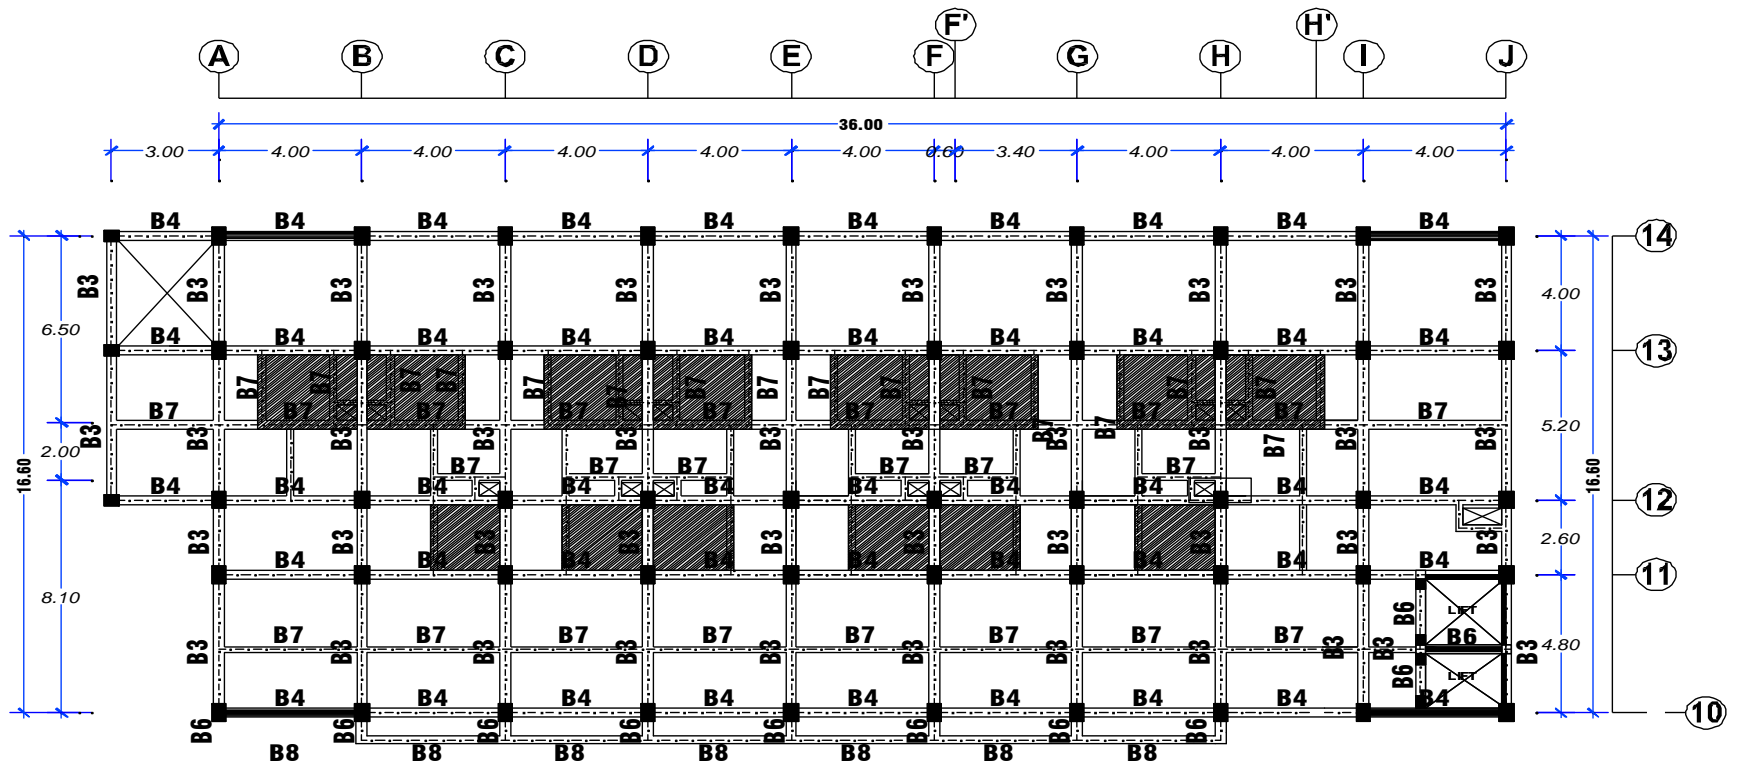 F' H'
A B C D E F G H I J
36.00
3.00 4.00 4.00 4.00 4.00 4.00 0.60 3.40 4.00 4.00 4.00
B4 B4 B4 B4 B4 B4 B4 B4 B4 B4
14
B3 B3 B3 B3 B3 B3 B3 B3 B3 B3 B3
4.00
6.50
B4 B4 B4 B4 B4 B4 B4 B4 B4 B4
13
B7 B7 B7 B7 B7 B7 B7 B7 B7 B7 B7 B7 B7
B7 B7 B7 B7 B7 B7 B7 B7 B7 B7
5.20
B7 B7 B7
B3 B3 B3 B3 B3 B3 B3 B3 B3 B3 B3
2.00
B7 B7 B7 B7 B7 B7
16.60
16.60
B4 B4 B4 B4 B4 B4 B4 B4 B4 B4
12
B3 B3 B3 B3 B3 B3 B3 B3 B3 B3
2.60
B4 B4 B4 B4 B4 B4 B4 B4 B4
11
8.10
LIFT
B6
B7 B7 B7 B7 B7 B7 B7 B7 B6
B3 B3 B3 B3 B3 B3 B3 B3 B3 B3 B3
4.80
B6
LIFT
B4 B4 B4 B4 B4 B4 B4 B4 B4
10
B6 B6 B6 B6 B6 B6 B6 B6
B8 B8 B8 B8 B8 B8 B8